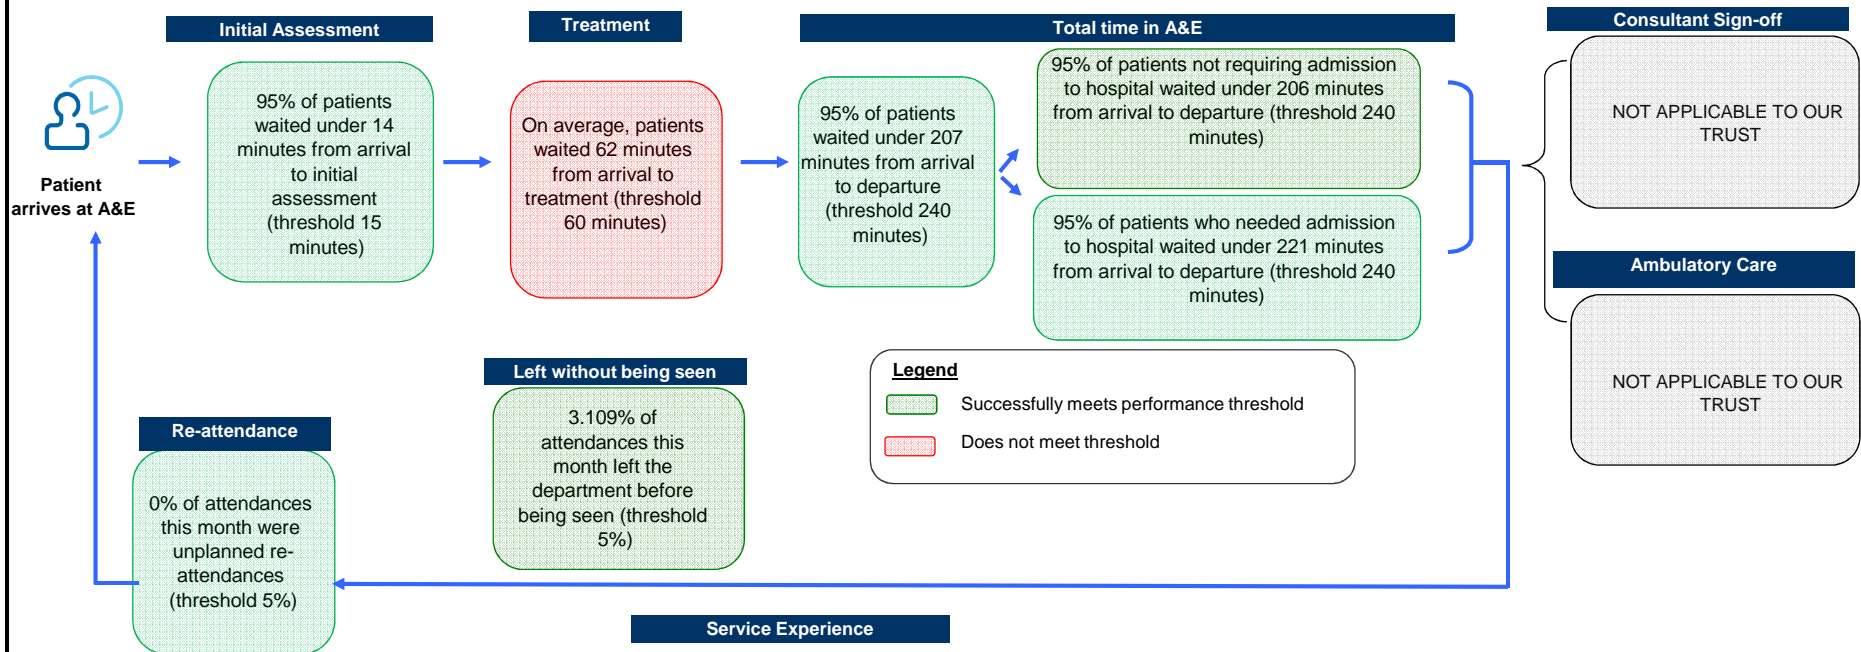 Initial Assessment
Treatment
Total time in A&E
Consultant Sign-off
Patient
arrives at A&E
95% of patients
waited under 14
minutes from arrival
to initial
assessment
(threshold 15
minutes)
On average, patients
waited 62 minutes
from arrival to
treatment (threshold
60 minutes)
95% of patients
waited under 207
minutes from arrival
to departure
(threshold 240
minutes)
95% of patients not requiring admission
to hospital waited under 206 minutes
from arrival to departure (threshold 240
minutes)
95% of patients who needed admission
to hospital waited under 221 minutes
from arrival to departure (threshold 240
minutes)
NOT APPLICABLE TO OUR
TRUST
Ambulatory Care
NOT APPLICABLE TO OUR
TRUST
Legend
Successfully meets performance threshold
Does not meet threshold
Left without being seen
3.109% of
attendances this
month left the
department before
being seen (threshold
5%)
Re-attendance
0% of attendances
this month were
unplanned re-
attendances
(threshold 5%)
Service Experience